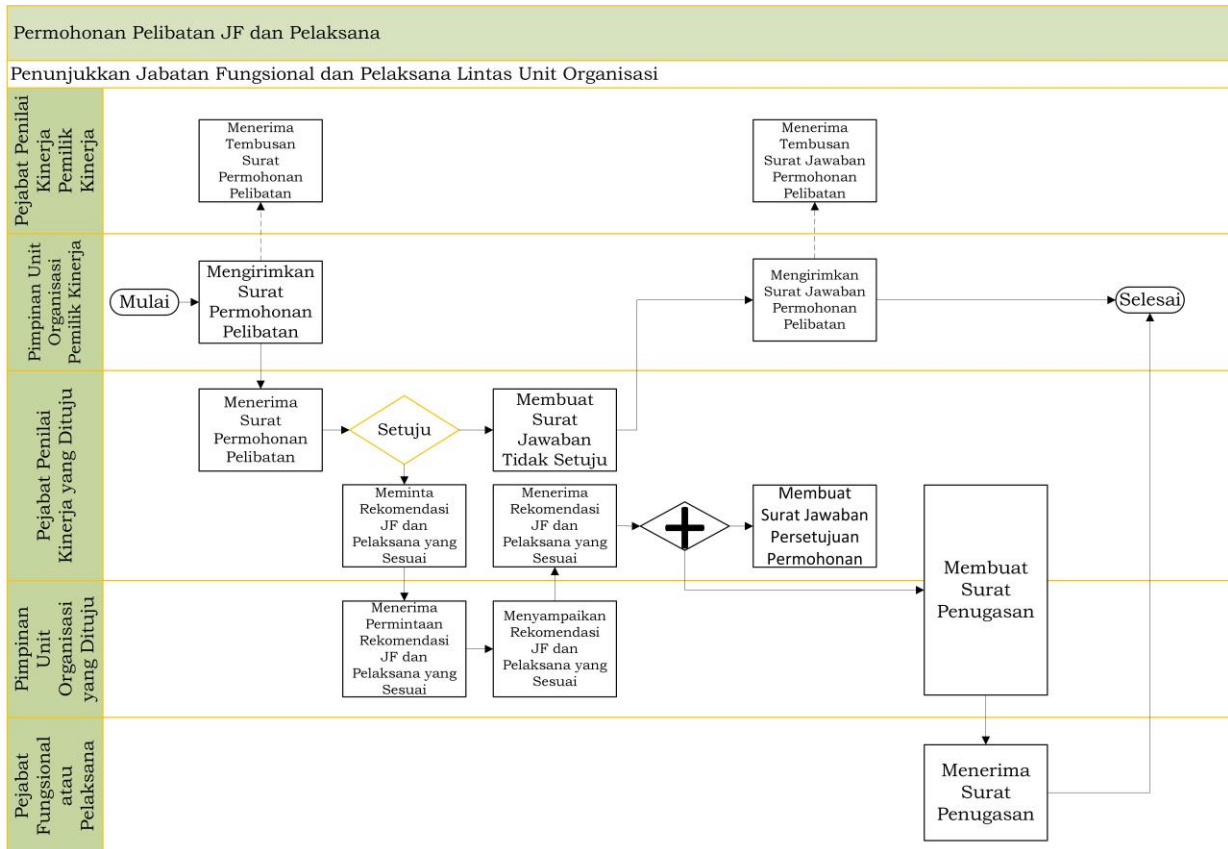 Permohonan Pelibatan JF dan Pelaksana
Penunjukkan Jabatan Fungsional dan Pelaksana Lintas Unit Organisasi
Pejabat Penilai
Kinerja
Pemilik
Kinerja
Menerima
Tembusan
Surat
Permohonan
Pelibatan
Menerima
Tembusan
Surat Jawaban
Permohonan
Pelibatan
Pimpinan Unit
Organisasi
Pemilik Kinerja
Mulai
Mengirimkan
Surat
Permohonan
Pelibatan
Mengirimkan
Surat Jawaban
Permohonan
Pelibatan
Selesai
Pejabat Penilai
Kinerja yang Dituju
Menerima
Surat
Permohonan
Pelibatan
Setuju
Membuat
Surat
Jawaban
Tidak Setuju
Meminta
Rekomendasi
JF dan
Pelaksana yang
Sesuai
Menerima
Rekomendasi
JF dan
Pelaksana yang
Sesuai
Membuat
Surat Jawaban
Persetujuan
Permohonan
Membuat
Surat
Penugasan
Pimpinan
Unit
Organisasi
yang Dituju
Menerima
Permintaan
Rekomendasi
JF dan
Pelaksana yang
Sesuai
Menyampaikan
Rekomendasi
JF dan
Pelaksana yang
Sesuai
Pejabat
Fungsional
atau
Pelaksana
Menerima
Surat
Penugasan